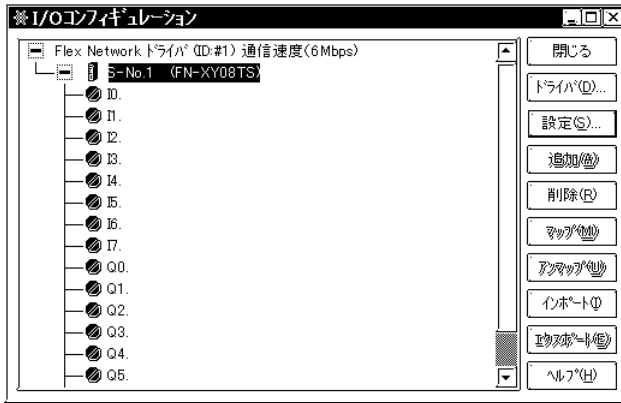 I/Oコンフィギュレーション
Flex Network ドライバ (ID:#1) 通信速度(6Mbps)
S-No.1 (FN-XY08TS)
I0.
I1.
I2.
I3.
I4.
I5.
I6.
I7.
Q0.
Q1.
Q2.
Q3.
Q4.
Q5.
閉じる
ドライバ(D)...
設定(S)...
追加(A)
削除(R)
マップ(M)
アンマップ(U)
インポート(I)
エクスポート(E)
ヘルプ(H)